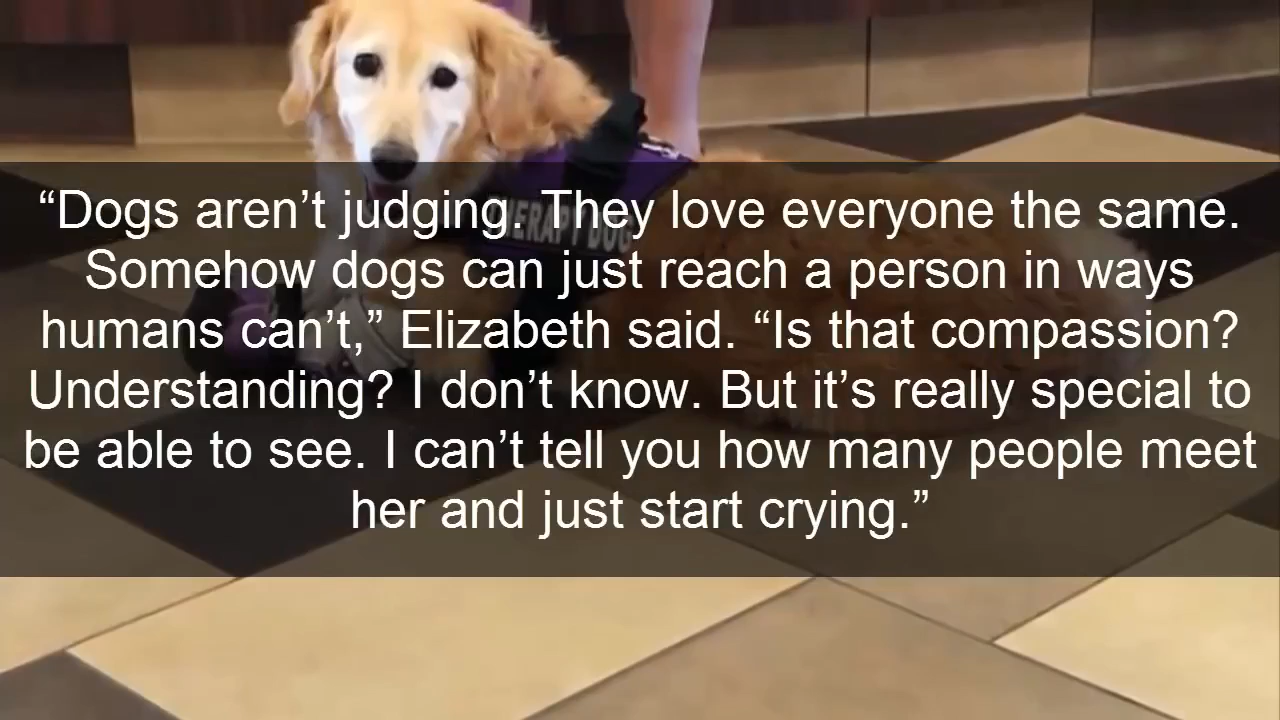 “Dogs aren’t judging. They love everyone the same.
Somehow dogs can just reach a person in ways
humans can’t,” Elizabeth said. “Is that compassion?
Understanding? I don’t know. But it’s really special to
be able to see. I can’t tell you how many people meet
her and just start crying.”
THERAPY DOG